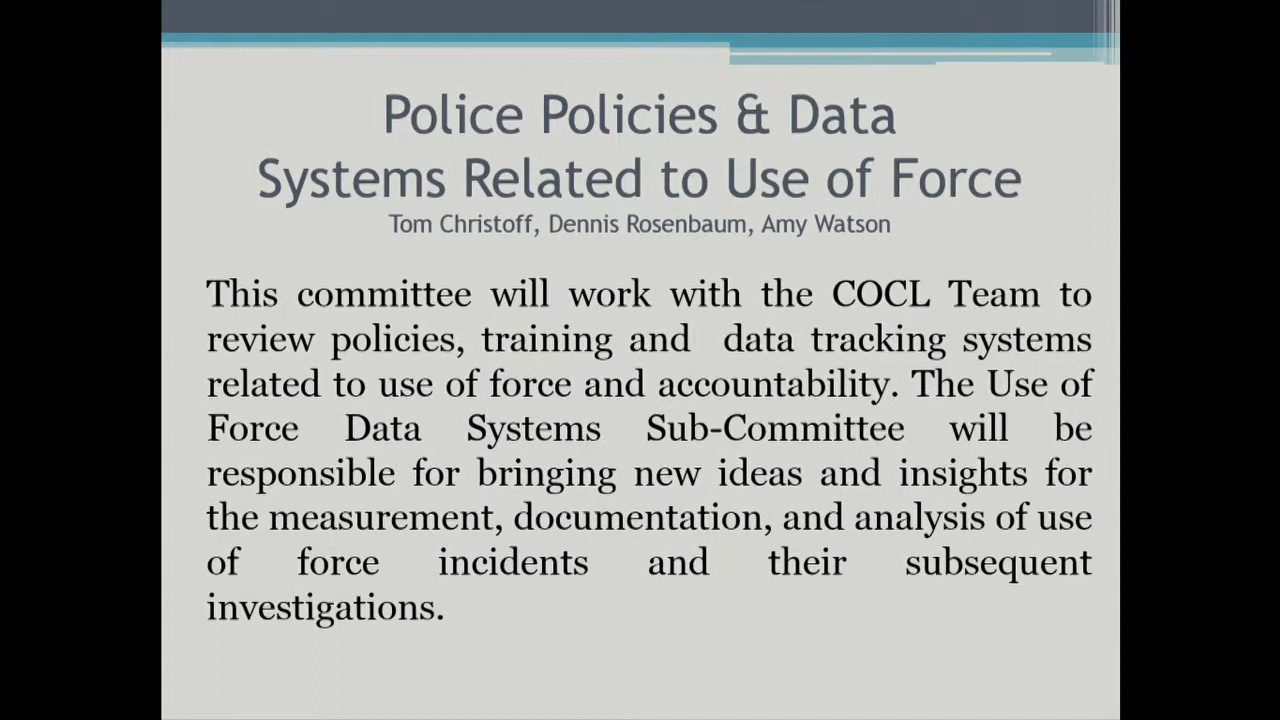 Police Policies & Data
Systems Related to Use of Force
Tom Christoff, Dennis Rosenbaum, Amy Watson
This committee will work with the COCL Team to
review policies, training and data tracking systems
related to use of force and accountability. The Use of
Force Data Systems Sub-Committee will be
responsible for bringing new ideas and insights for
the measurement, documentation, and analysis of use
of force incidents and their subsequent
investigations.